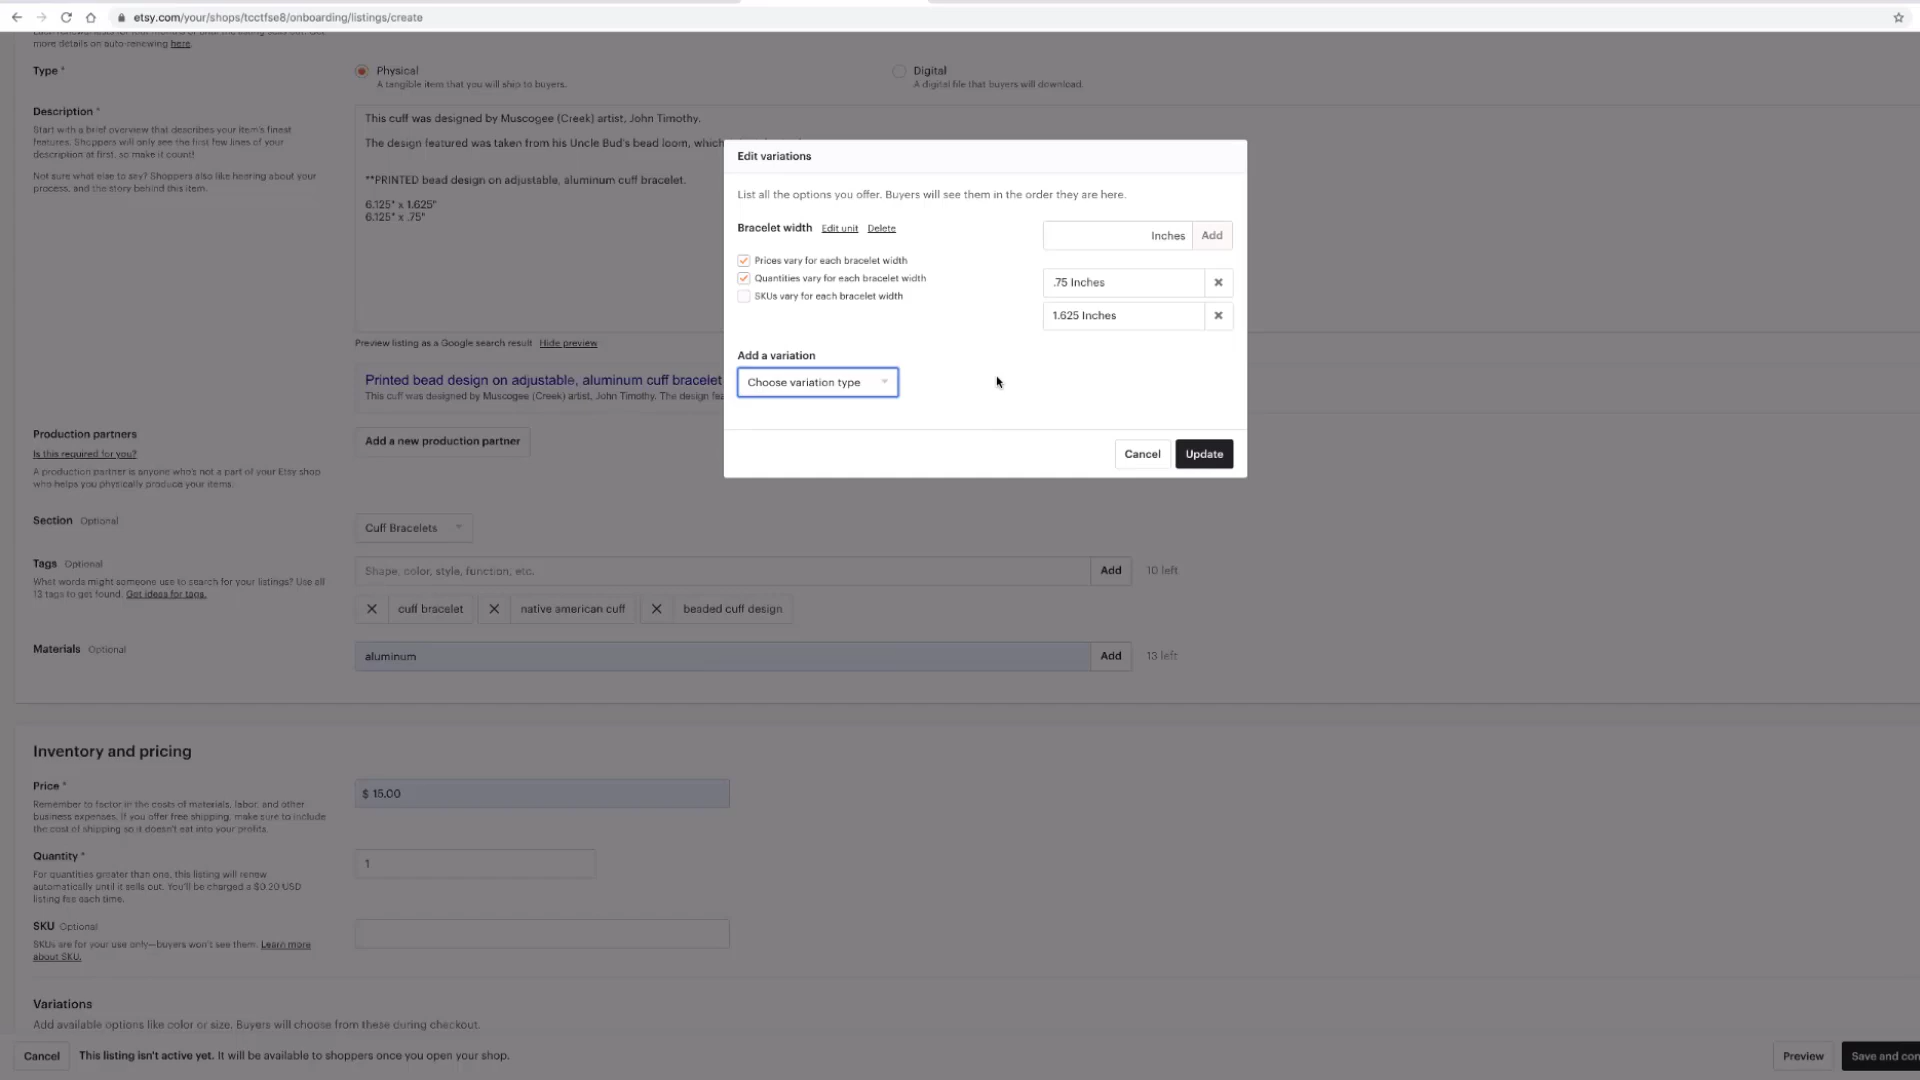 etsy.com/your/shops/tcctfse8/onboarding/listings/create
more details on auto-renewing here.
Type *
Physical
A tangible item that you will ship to buyers.
Digital
A digital file that buyers will download.
Description *
Start with a brief overview that describes your item's finest
features. Shoppers will only see the first few lines of your
description at first, so make it count!
Not sure what else to say? Shoppers also like hearing about your
process, and the story behind this item.
This cuff was designed by Muscogee (Creek) artist, John Timothy.
The design featured was taken from his Uncle Bud's bead loom, which
**PRINTED bead design on adjustable, aluminum cuff bracelet.
6.125" x 1.625"
6.125" x .75"
Edit variations
List all the options you offer. Buyers will see them in the order they are here.
Bracelet width Edit unit Delete
Inches Add
Prices vary for each bracelet width
Quantities vary for each bracelet width
SKUs vary for each bracelet width
.75 Inches
1.625 Inches
Add a variation
Choose variation type
Cancel Update
Preview listing as a Google search result Hide preview
Printed bead design on adjustable, aluminum cuff bracelet
This cuff was designed by Muscogee (Creek) artist, John Timothy. The design fea
Production partners
Is this required for you?
A production partner is anyone who's not a part of your Etsy shop
who helps you physically produce your items.
Add a new production partner
Section Optional
Cuff Bracelets
Tags Optional
What words might someone use to search for your listings? Use all
13 tags to get found. Get ideas for tags.
Shape, color, style, function, etc. Add 10 left
cuff bracelet native american cuff beaded cuff design
Materials Optional
aluminum Add 13 left
Inventory and pricing
Price *
Remember to factor in the costs of materials, labor, and other
business expenses. If you offer free shipping, make sure to include
the cost of shipping so it doesn't eat into your profits.
$ 15.00
Quantity *
For quantities greater than one, this listing will renew
automatically until it sells out. You'll be charged a $0.20 USD
listing fee each time.
1
SKU Optional
SKUs are for your use only—buyers won't see them. Learn more
about SKU.
Variations
Add available options like color or size. Buyers will choose from these during checkout.
Cancel This listing isn't active yet. It will be available to shoppers once you open your shop.
Preview Save and con